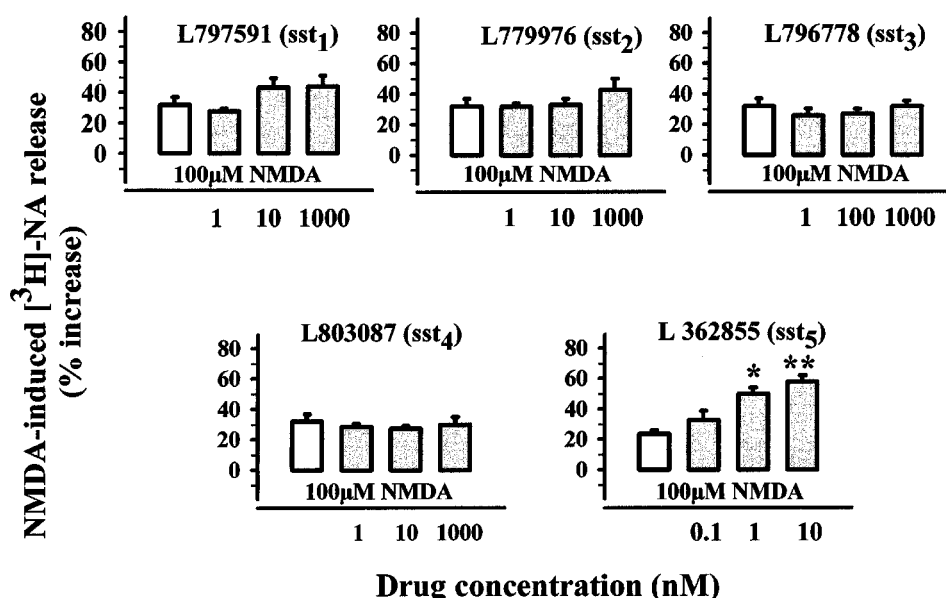 NMDA-induced [³H]-NA release
(% increase)
L797591 (sst₁)
80
60
40
20
0
100µM NMDA
1 10 1000
L779976 (sst₂)
80
60
40
20
0
100µM NMDA
1 10 1000
L796778 (sst₃)
80
60
40
20
0
100µM NMDA
1 100 1000
L803087 (sst₄)
80
60
40
20
0
100µM NMDA
1 10 1000
L 362855 (sst₅)
80
60
40
20
0
* **
100µM NMDA
0.1 1 10
Drug concentration (nM)